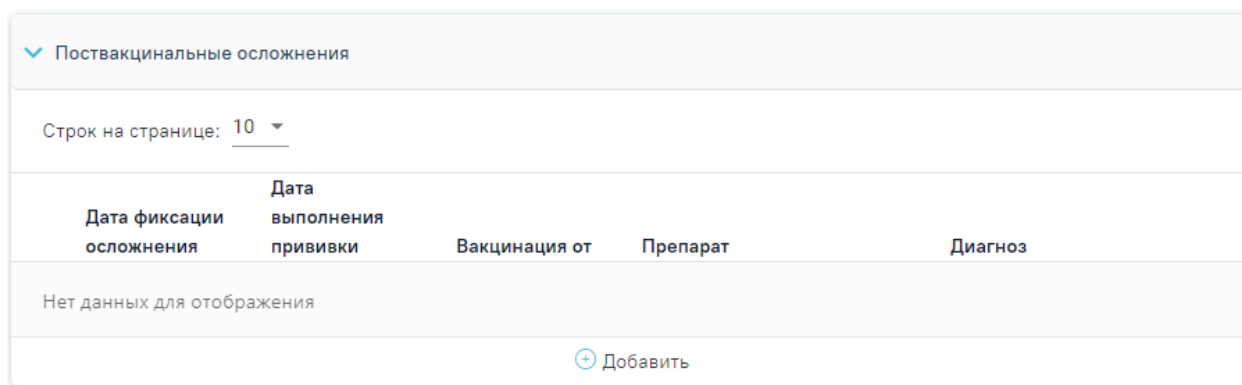 Поствакцинальные осложнения
Строк на странице: 10
Дата фиксации осложнения
Дата выполнения прививки
Вакцинация от
Препарат
Диагноз
Нет данных для отображения
Добавить